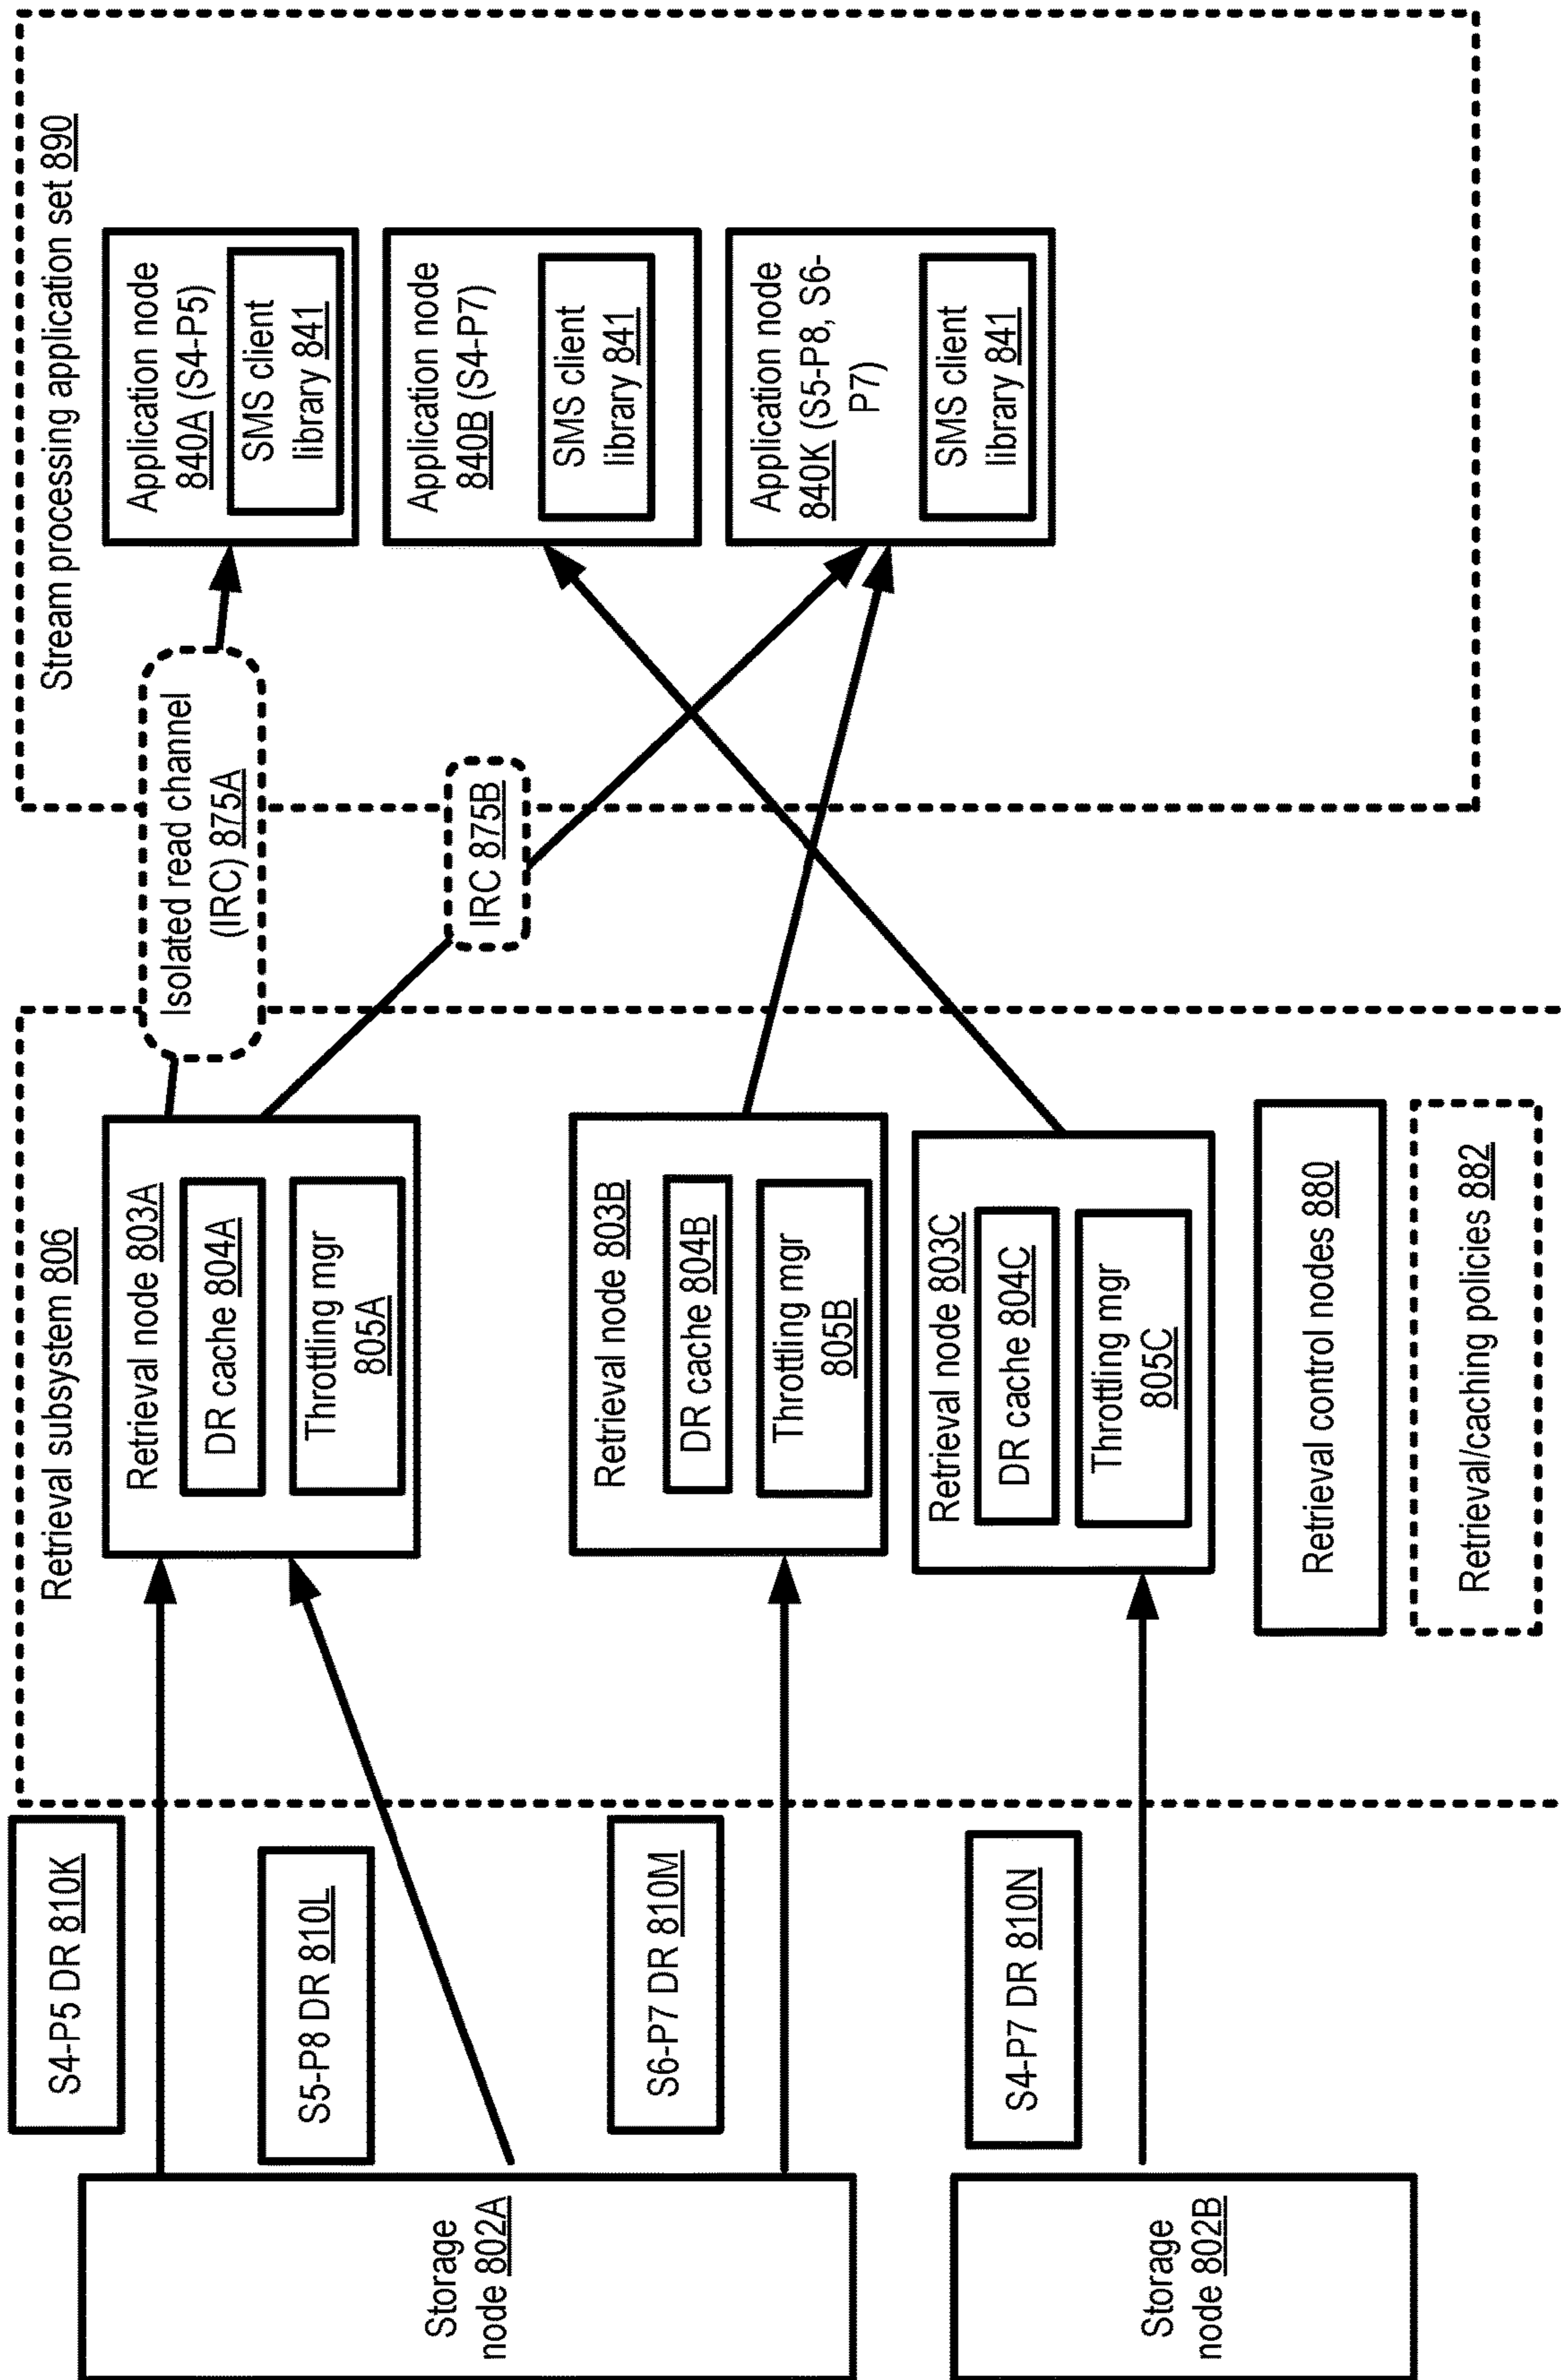 Storage
node 802A
Storage
node 802B
S4-P5 DR 810K
S5-P8 DR 810L
S6-P7 DR 810M
S4-P7 DR 810N
Retrieval subsystem 806
Retrieval node 803A
DR cache 804A
Throttling mgr
805A
Retrieval node 803B
DR cache 804B
Throttling mgr
805B
Retrieval node 803C
DR cache 804C
Throttling mgr
805C
Retrieval control nodes 880
Retrieval/caching policies 882
Isolated read channel
(IRC) 875A
IRC 875B
Stream processing application set 890
Application node
840A (S4-P5)
SMS client
library 841
Application node
840B (S4-P7)
SMS client
library 841
Application node
840K (S5-P8, S6-
P7)
SMS client
library 841